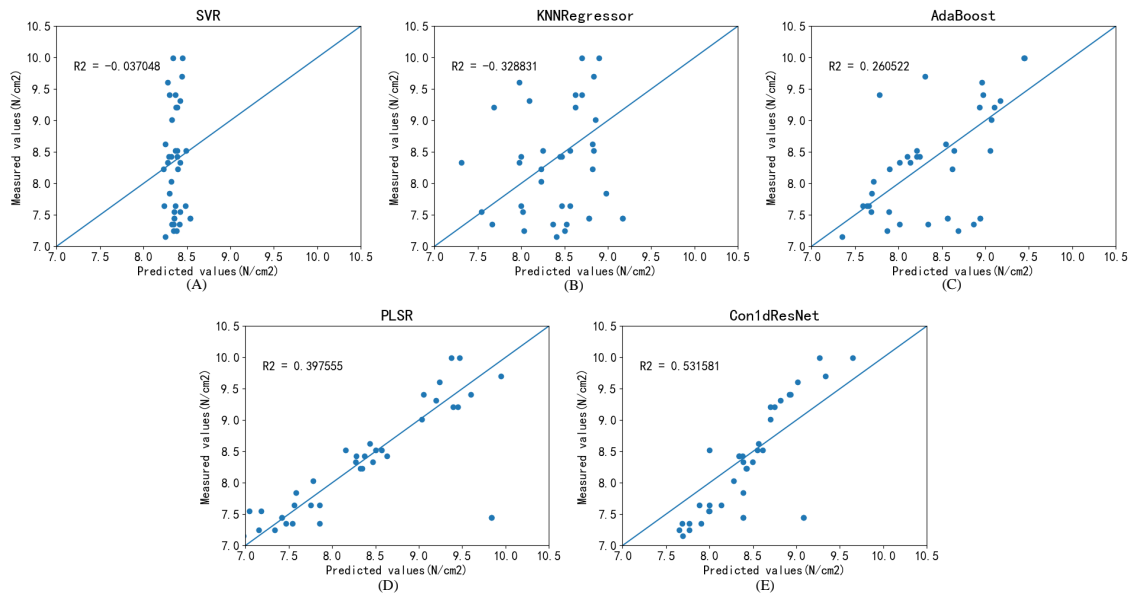 SVR
10.5
10.0
9.5
9.0
8.5
8.0
7.5
7.0
Measured values(N/cm2)
R2 = -0.037048
7.0 7.5 8.0 8.5 9.0 9.5 10.0 10.5
Predicted values(N/cm2)
(A)
KNNRegressor
10.5
10.0
9.5
9.0
8.5
8.0
7.5
7.0
Measured values(N/cm2)
R2 = -0.328831
7.0 7.5 8.0 8.5 9.0 9.5 10.0 10.5
Predicted values(N/cm2)
(B)
AdaBoost
10.5
10.0
9.5
9.0
8.5
8.0
7.5
7.0
Measured values(N/cm2)
R2 = 0.260522
7.0 7.5 8.0 8.5 9.0 9.5 10.0 10.5
Predicted values(N/cm2)
(C)
PLSR
10.5
10.0
9.5
9.0
8.5
8.0
7.5
7.0
Measured values(N/cm2)
R2 = 0.397555
7.0 7.5 8.0 8.5 9.0 9.5 10.0 10.5
Predicted values(N/cm2)
(D)
Con1dResNet
10.5
10.0
9.5
9.0
8.5
8.0
7.5
7.0
Measured values(N/cm2)
R2 = 0.531581
7.0 7.5 8.0 8.5 9.0 9.5 10.0 10.5
Predicted values(N/cm2)
(E)